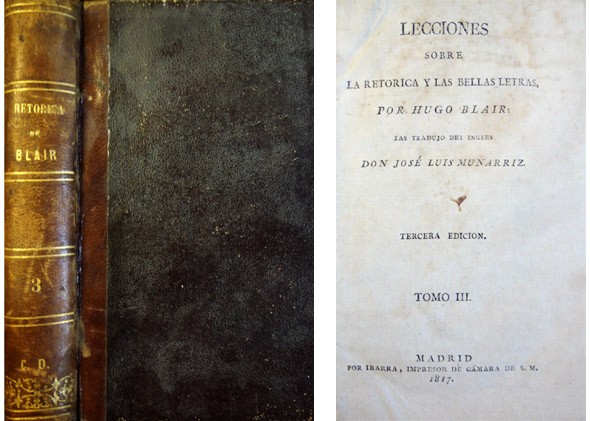 RETORICA
DE
BLAIR
3
C. D.
LECCIONES
SOBRE
LA RETORICA Y LAS BELLAS LETRAS,
POR HUGO BLAIR:
LAS TRADUJO DEL INGLES
DON JOSÉ LUIS MUNARRIZ.
TERCERA EDICION.
TOMO III.
MADRID
POR IBARRA, IMPRESOR DE CÁMARA DE S. M.
1817.